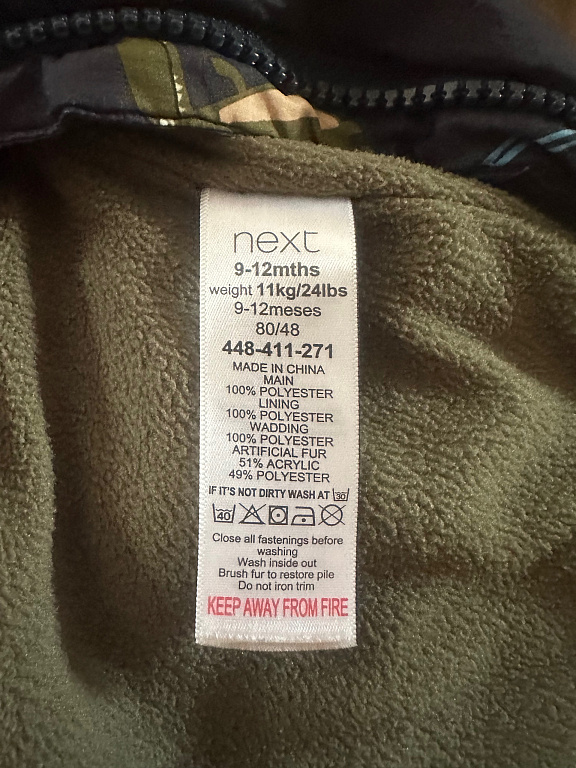 next
9-12mths
weight 11kg/24lbs
9-12meses
80/48
448-411-271
MADE IN CHINA
MAIN
100% POLYESTER
LINING
100% POLYESTER
WADDING
100% POLYESTER
ARTIFICIAL FUR
51% ACRYLIC
49% POLYESTER
IF IT'S NOT DIRTY WASH AT 30
40
Close all fastenings before
washing
Wash inside out
Brush fur to restore pile
Do not iron trim
KEEP AWAY FROM FIRE